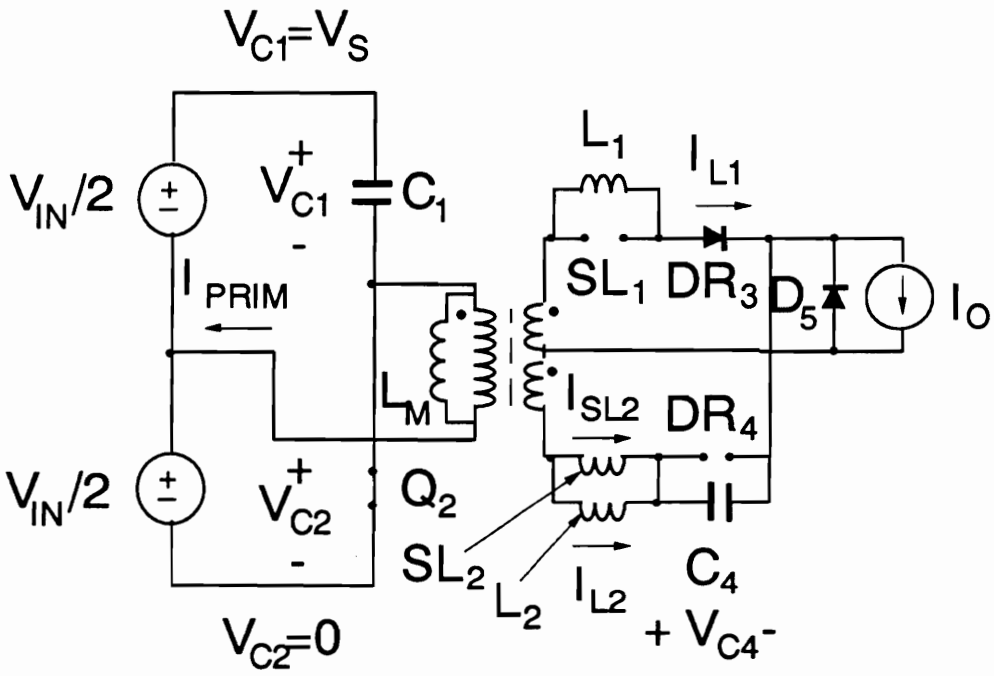 V_C1=V_S
V_IN/2
+
−
+
V_C1
-
C_1
L_1
I_L1
SL_1
DR_3
D_5
I_O
I_PRIM
L_M
I_SL2
DR_4
V_IN/2
+
−
+
V_C2
-
Q_2
SL_2
L_2
I_L2
C_4
+ V_C4 -
V_C2=0